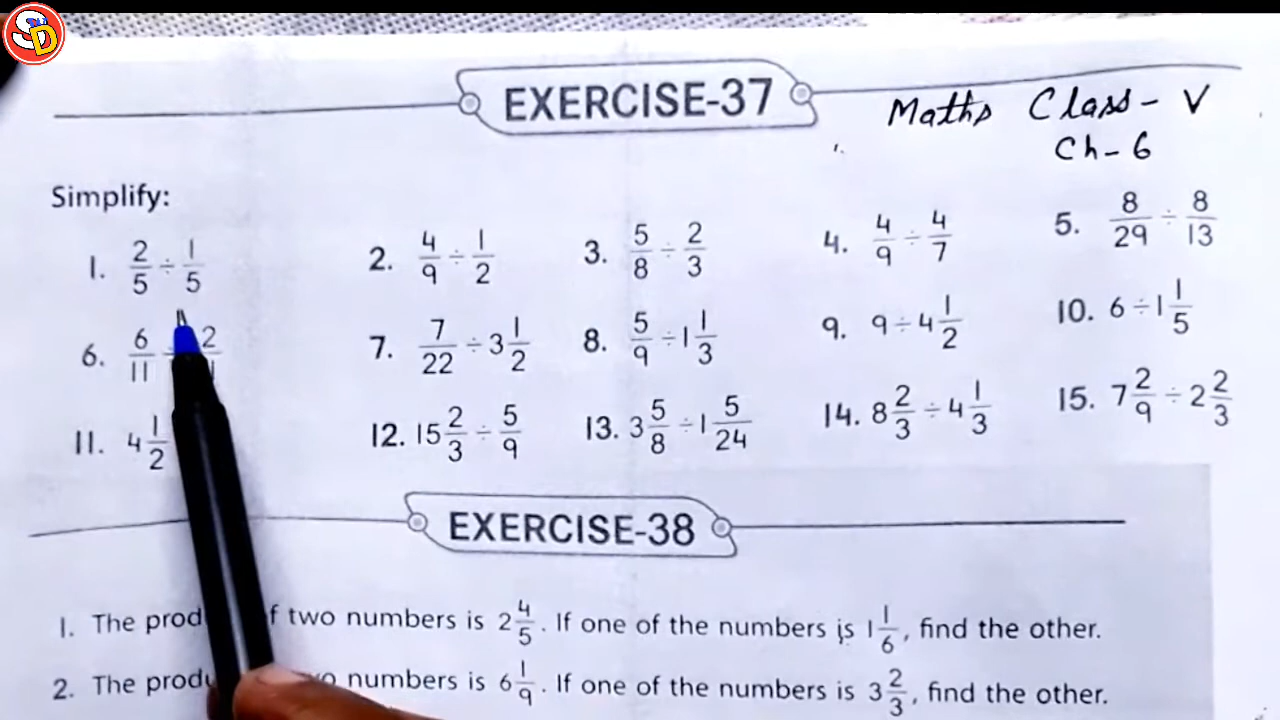 SD
EXERCISE-37
Maths Class - V
Ch - 6
Simplify:
1. 2/5 ÷ 1/5 2. 4/9 ÷ 1/2 3. 5/8 ÷ 2/3 4. 4/9 ÷ 4/7 5. 8/29 ÷ 8/13
6. 6/11 ÷ 2/ 7. 7/22 ÷ 3 1/2 8. 5/9 ÷ 1 1/3 9. 9 ÷ 4 1/2 10. 6 ÷ 1 1/5
11. 4 1/2 12. 15 2/3 ÷ 5/9 13. 3 5/8 ÷ 1 5/24 14. 8 2/3 ÷ 4 1/3 15. 7 2/9 ÷ 2 2/3
EXERCISE-38
1. The of two numbers is 2 4/5. If one of the numbers is 1 1/6, find the other.
2. The numbers is 6 1/9. If one of the numbers is 3 2/3, find the other.